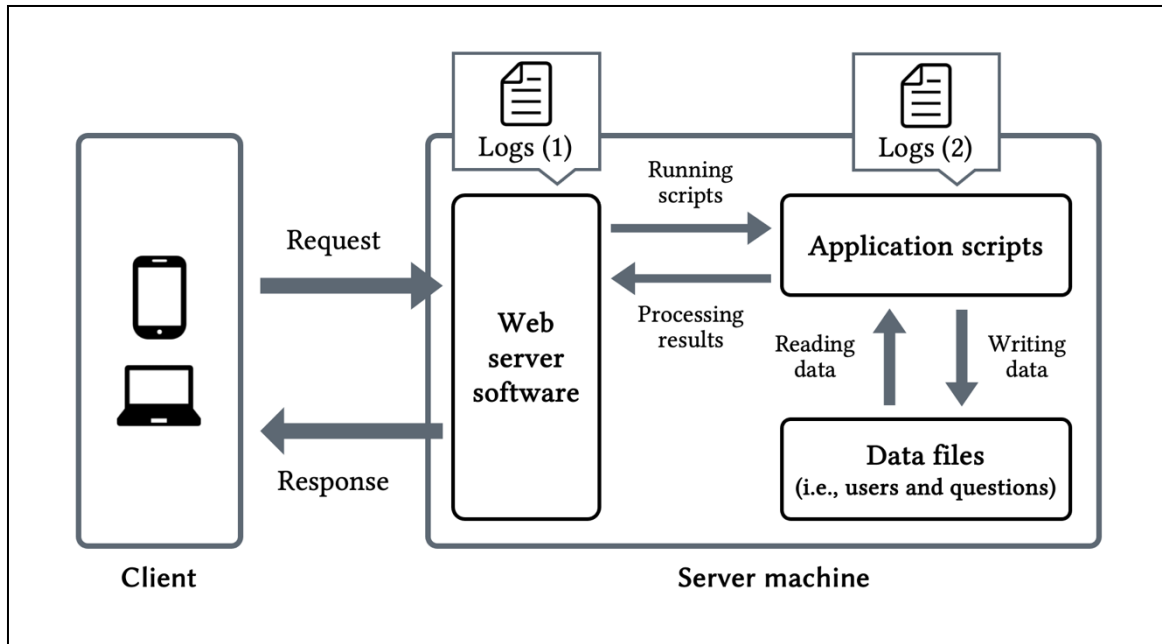 Logs (1)
Logs (2)
Running
scripts
Request
Application scripts
Processing
results
Web
server
software
Reading
data
Writing
data
Response
Data files
(i.e., users and questions)
Client
Server machine